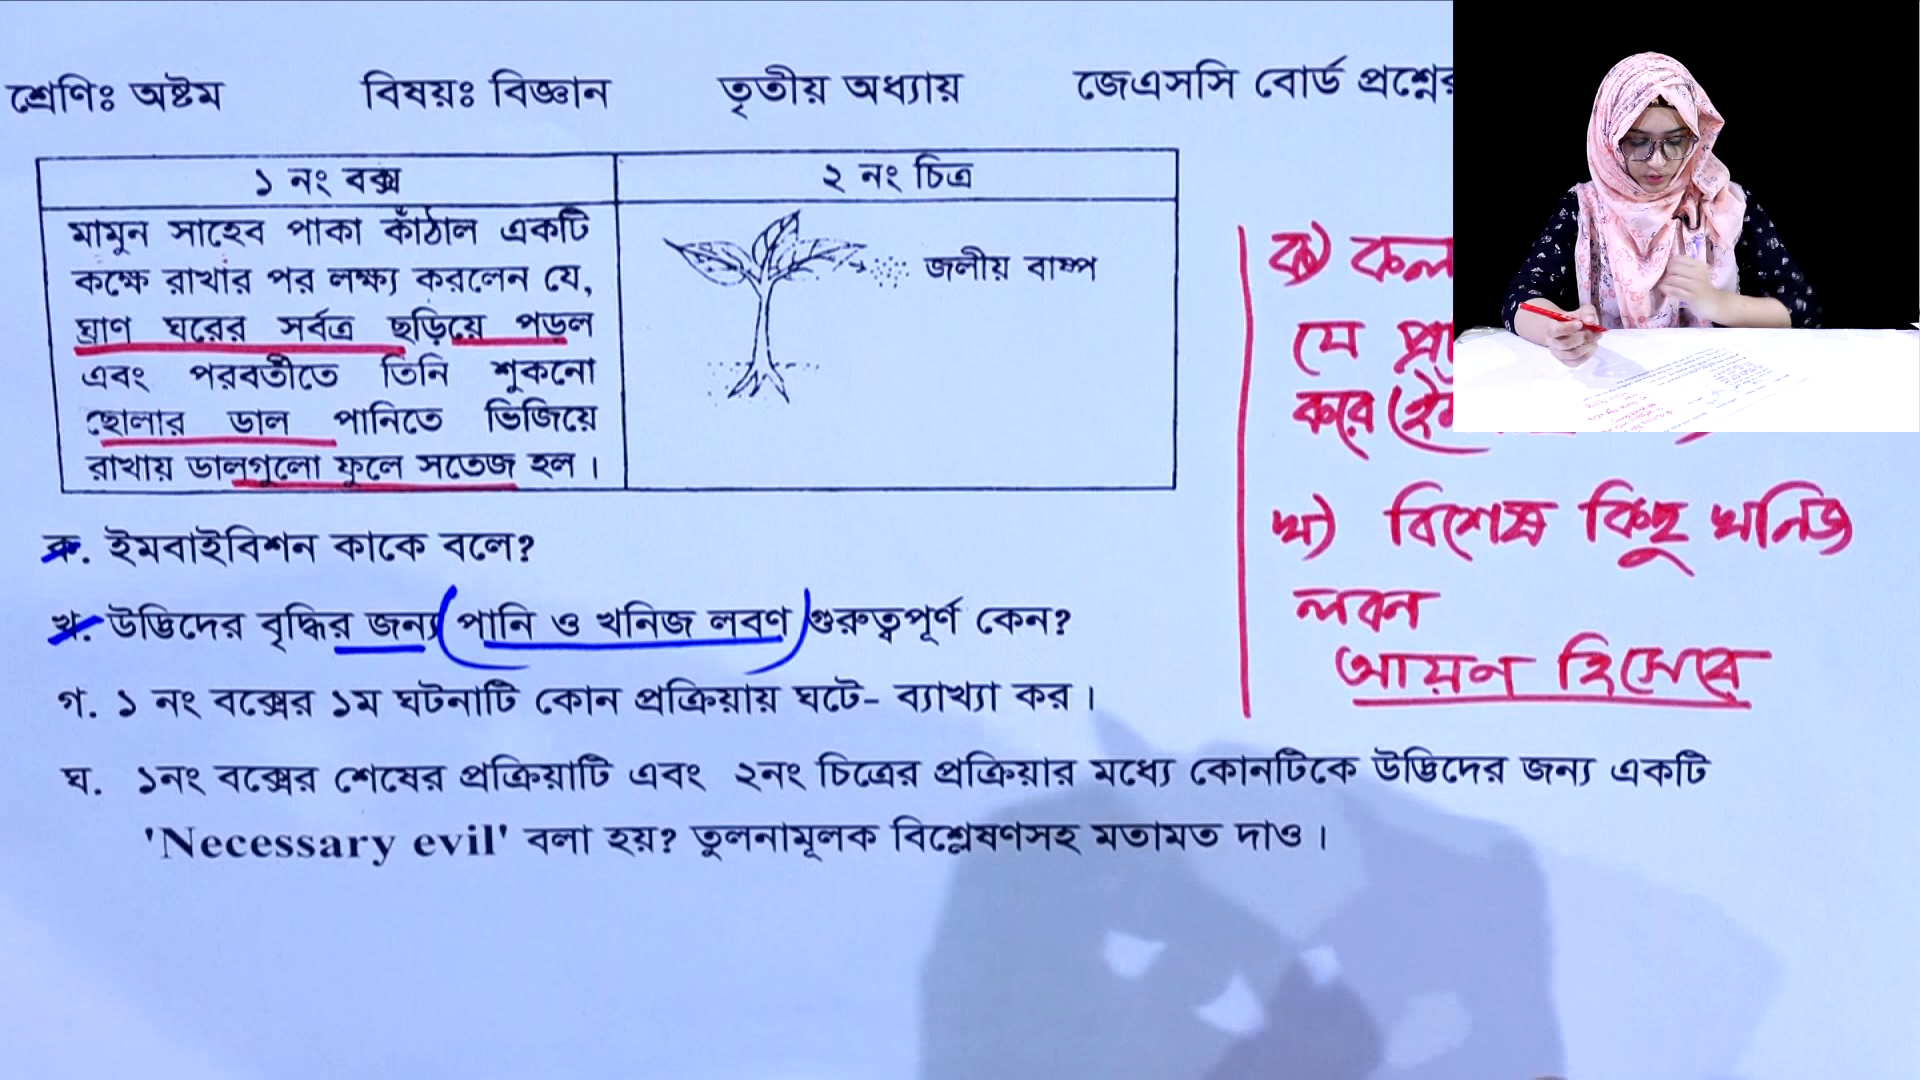 শ্রেণিঃ অষ্টম বিষয়ঃ বিজ্ঞান তৃতীয় অধ্যায় জেএসসি বোর্ড প্রশ্নের
১ নং বক্স
মামুন সাহেব পাকা কাঁঠাল একটি
কক্ষে রাখার পর লক্ষ্য করলেন যে,
ঘ্রাণ ঘরের সর্বত্র ছড়িয়ে পড়ল
এবং পরবর্তীতে তিনি শুকনো
ছোলার ডাল পানিতে ভিজিয়ে
রাখায় ডালগুলো ফুলে সতেজ হল।
২ নং চিত্র
জলীয় বাষ্প
ক. ইমবাইবিশন কাকে বলে?
খ. উদ্ভিদের বৃদ্ধির জন্য পানি ও খনিজ লবণ গুরুত্বপূর্ণ কেন?
গ. ১ নং বক্সের ১ম ঘটনাটি কোন প্রক্রিয়ায় ঘটে- ব্যাখ্যা কর।
ঘ. ১নং বক্সের শেষের প্রক্রিয়াটি এবং ২নং চিত্রের প্রক্রিয়ার মধ্যে কোনটিকে উদ্ভিদের জন্য একটি
'Necessary evil' বলা হয়? তুলনামূলক বিশ্লেষণসহ মতামত দাও।
ক)
যে
করে
খ) বিশেষ কিছু খনিজ
লবন
আয়ন হিসেবে